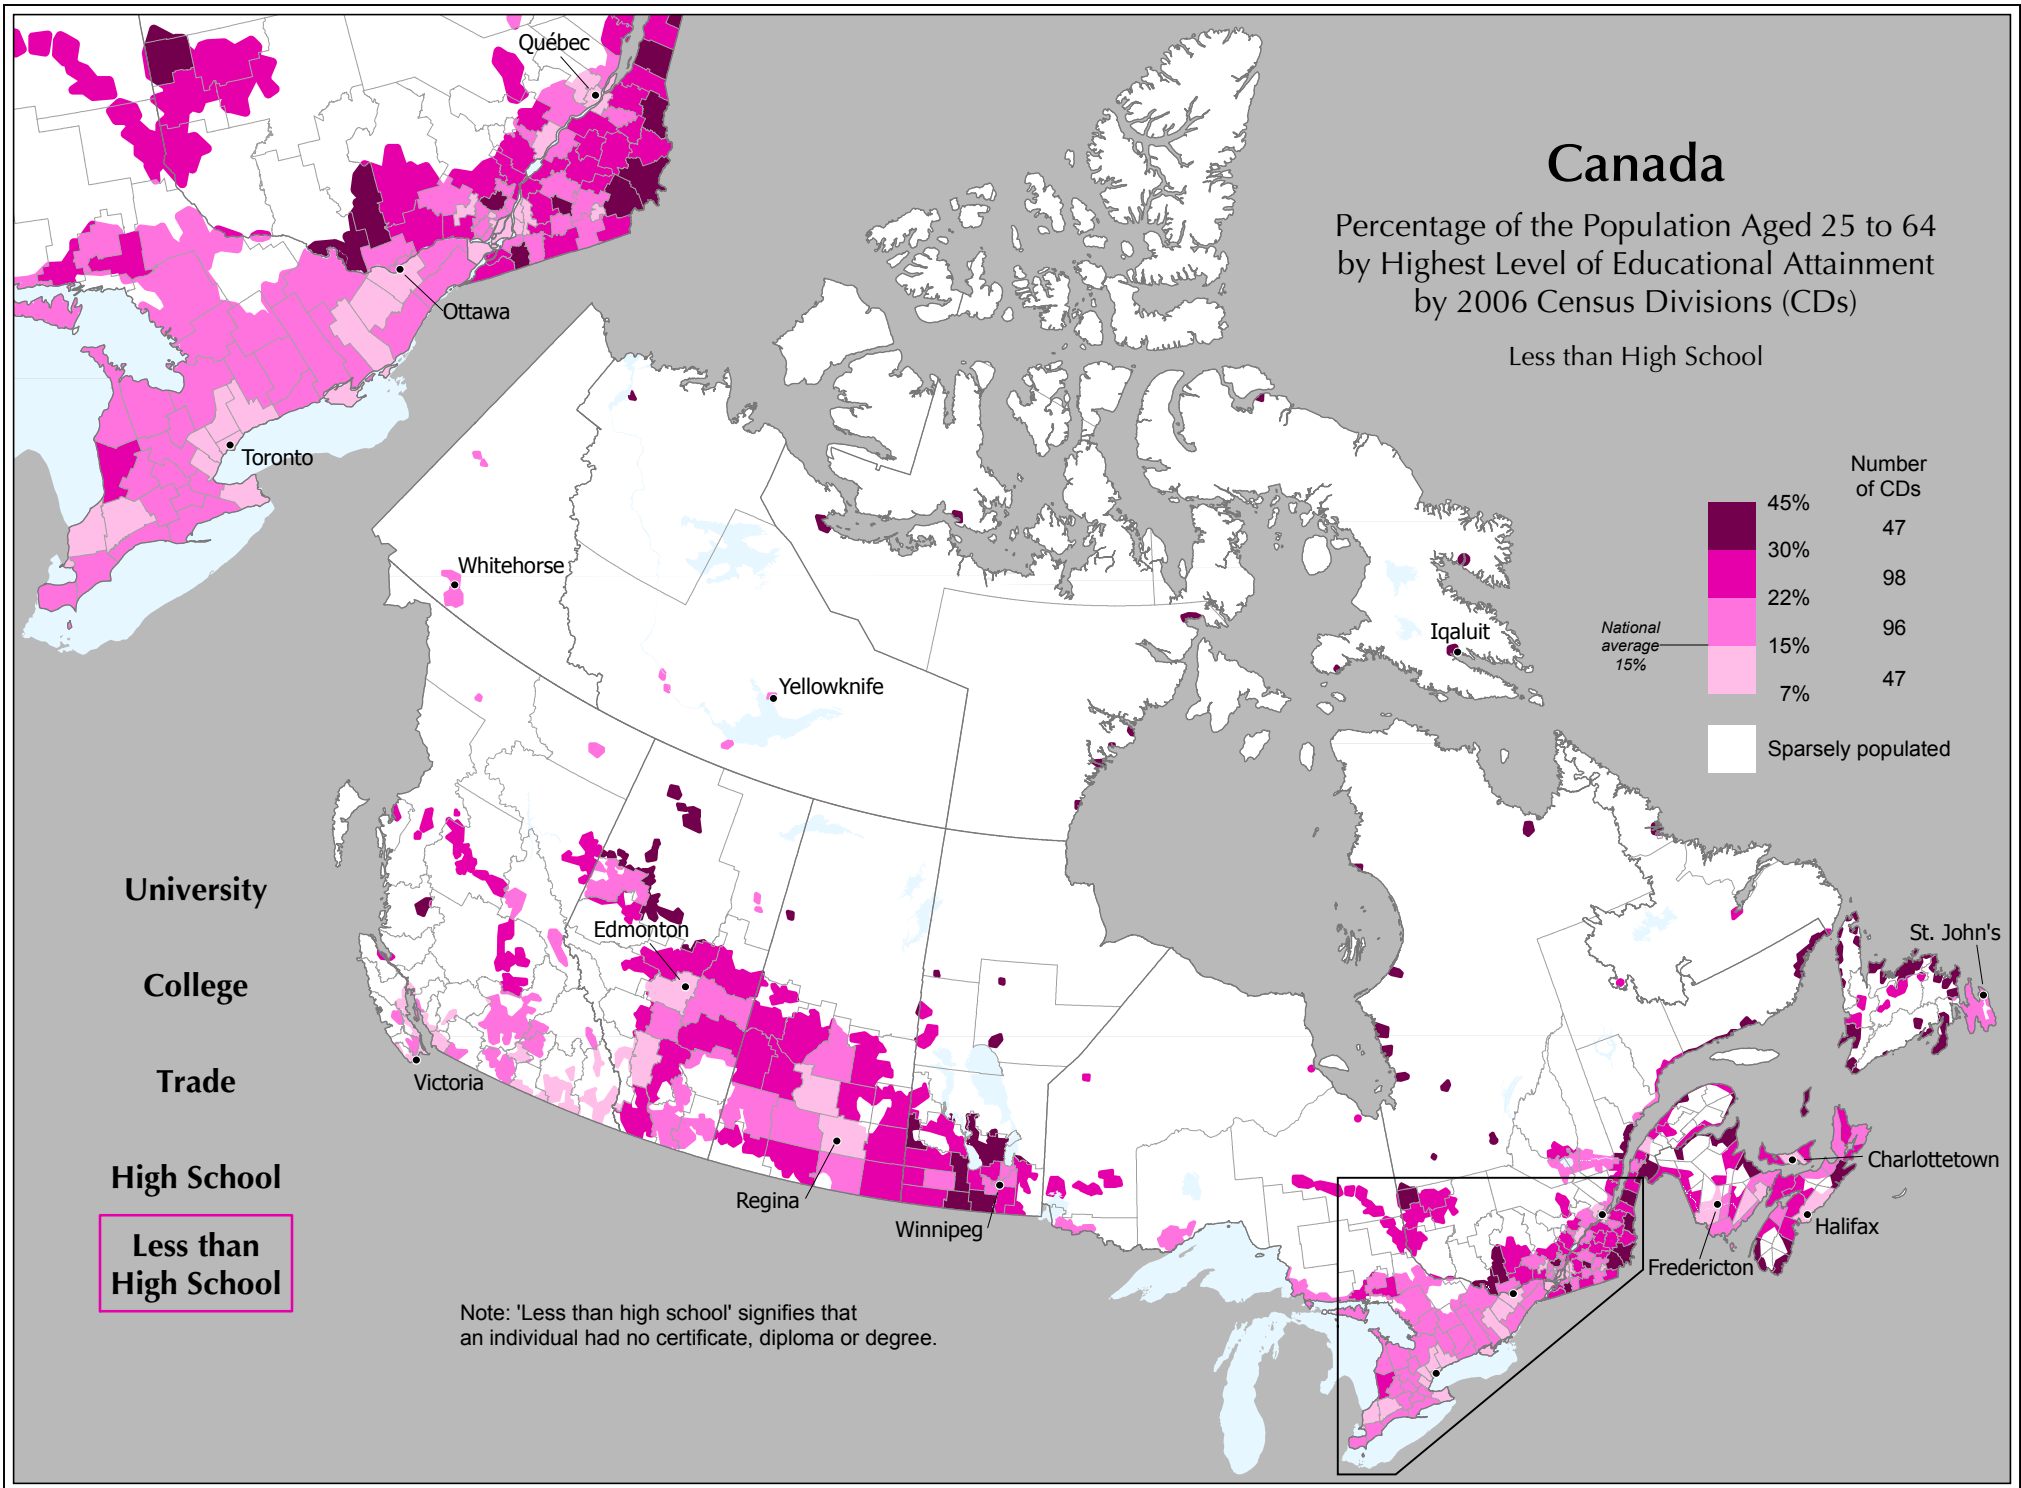 Canada
Percentage of the Population Aged 25 to 64
by Highest Level of Educational Attainment
by 2006 Census Divisions (CDs)
Less than High School
Québec
Ottawa
Toronto
Number
of CDs
45%
47
30%
98
22%
96
National
average
15%
15%
47
7%
Sparsely populated
Whitehorse
Yellowknife
Iqaluit
Edmonton
Victoria
Regina
Winnipeg
St. John's
Charlottetown
Halifax
Fredericton
University
College
Trade
High School
Less than
High School
Note: 'Less than high school' signifies that
an individual had no certificate, diploma or degree.